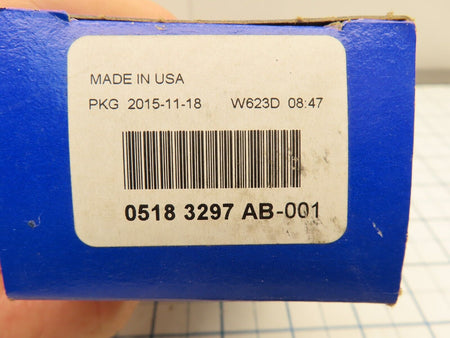 MADE IN USA
PKG 2015-11-18 W623D 08:47
0518 3297 AB-001